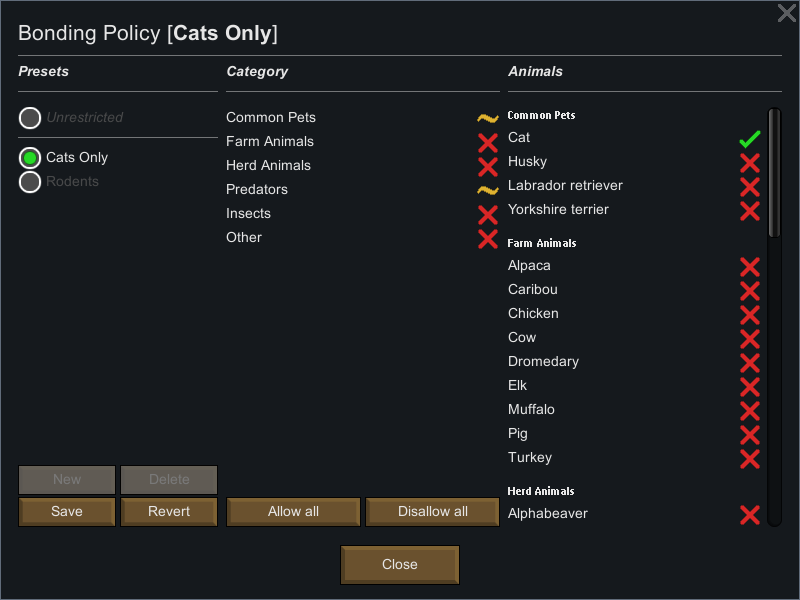 Bonding Policy [Cats Only]
Presets
Category
Animals
Unrestricted
Cats Only
Rodents
Common Pets
Farm Animals
Herd Animals
Predators
Insects
Other
Common Pets
Cat
Husky
Labrador retriever
Yorkshire terrier
Farm Animals
Alpaca
Caribou
Chicken
Cow
Dromedary
Elk
Muffalo
Pig
Turkey
Herd Animals
Alphabeaver
New
Delete
Save
Revert
Allow all
Disallow all
Close